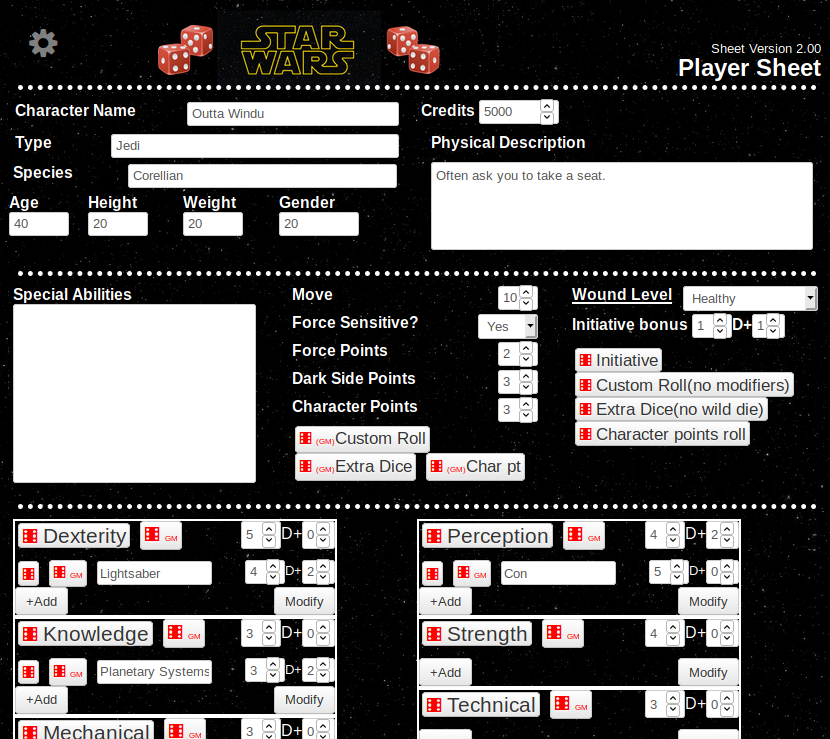 STAR
WARS
Sheet Version 2.00
Player Sheet
Character Name Outta Windu Credits 5000
Type Jedi Physical Description
Species Corellian Often ask you to take a seat.
Age Height Weight Gender
40 20 20 20
Special Abilities Move 10 Wound Level Healthy
Force Sensitive? Yes Initiative bonus 1 D+ 1
Force Points 2 Initiative
Dark Side Points 3 Custom Roll(no modifiers)
Character Points 3 Extra Dice(no wild die)
(GM)Custom Roll Character points roll
(GM)Extra Dice (GM)Char pt
Dexterity GM 5 D+ 0 Perception GM 4 D+ 2
GM Lightsaber 4 D+ 2 GM Con 5 D+ 0
+Add Modify +Add Modify
Knowledge GM 3 D+ 0 Strength GM 4 D+ 0
GM Planetary Systems 3 D+ 2 +Add Modify
+Add Modify Technical GM 3 D+ 0
Mechanical GM 3 D+ 0